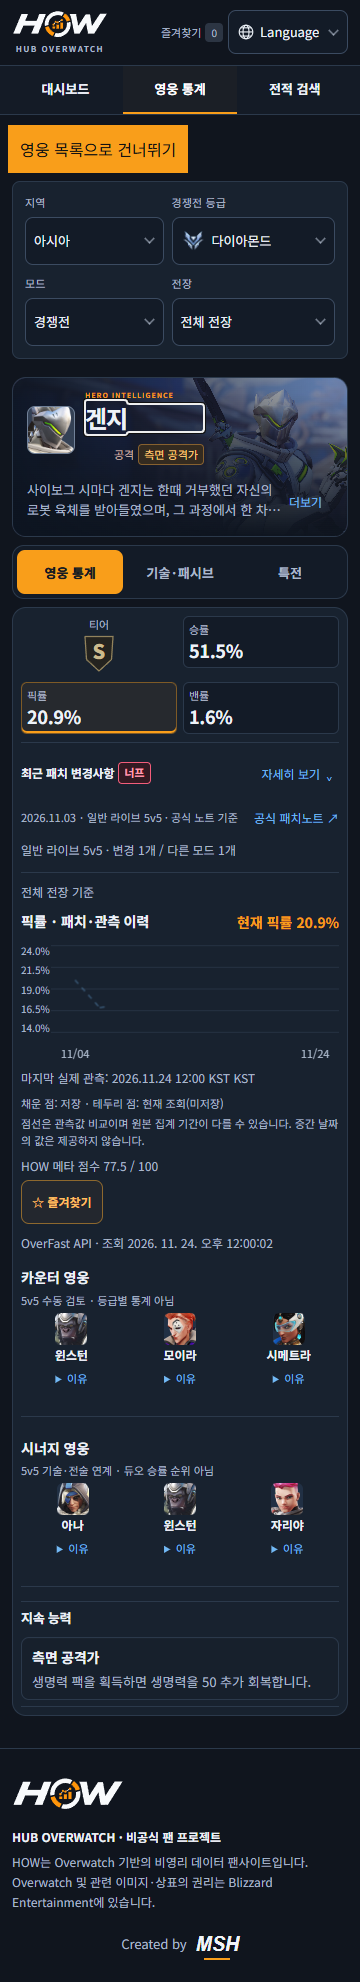 HOW
HUB OVERWATCH
즐겨찾기 0
Language
대시보드
영웅 통계
전적 검색
영웅 목록으로 건너뛰기
지역
경쟁전 등급
아시아
다이아몬드
모드
전장
경쟁전
전체 전장
HERO INTELLIGENCE
겐지
공격 측면 공격가
사이보그 시마다 겐지는 한때 거부했던 자신의
로봇 육체를 받아들였으며, 그 과정에서 한 차…
더보기
영웅 통계
기술·패시브
특전
티어
S
승률
51.5%
픽률
20.9%
밴률
1.6%
최근 패치 변경사항 너프
자세히 보기
2026.11.03 · 일반 라이브 5v5 · 공식 노트 기준
공식 패치노트 ↗
일반 라이브 5v5 · 변경 1개 / 다른 모드 1개
전체 전장 기준
픽률 · 패치·관측 이력
현재 픽률 20.9%
24.0%
21.5%
19.0%
16.5%
14.0%
11/04
11/24
마지막 실제 관측: 2026.11.24 12:00 KST KST
채운 점: 저장 · 테두리 점: 현재 조회(미저장)
점선은 관측값 비교이며 원본 집계 기간이 다를 수 있습니다. 중간 날짜
의 값은 제공하지 않습니다.
HOW 메타 점수 77.5 / 100
☆ 즐겨찾기
OverFast API · 조회 2026. 11. 24. 오후 12:00:02
카운터 영웅
5v5 수동 검토 · 등급별 통계 아님
윈스턴
모이라
시메트라
▶ 이유
▶ 이유
▶ 이유
시너지 영웅
5v5 기술·전술 연계 · 듀오 승률 순위 아님
아나
윈스턴
자리야
▶ 이유
▶ 이유
▶ 이유
지속 능력
측면 공격가
생명력 팩을 획득하면 생명력을 50 추가 회복합니다.
HOW
HUB OVERWATCH · 비공식 팬 프로젝트
HOW는 Overwatch 기반의 비영리 데이터 팬사이트입니다.
Overwatch 및 관련 이미지·상표의 권리는 Blizzard
Entertainment에 있습니다.
Created by MSH